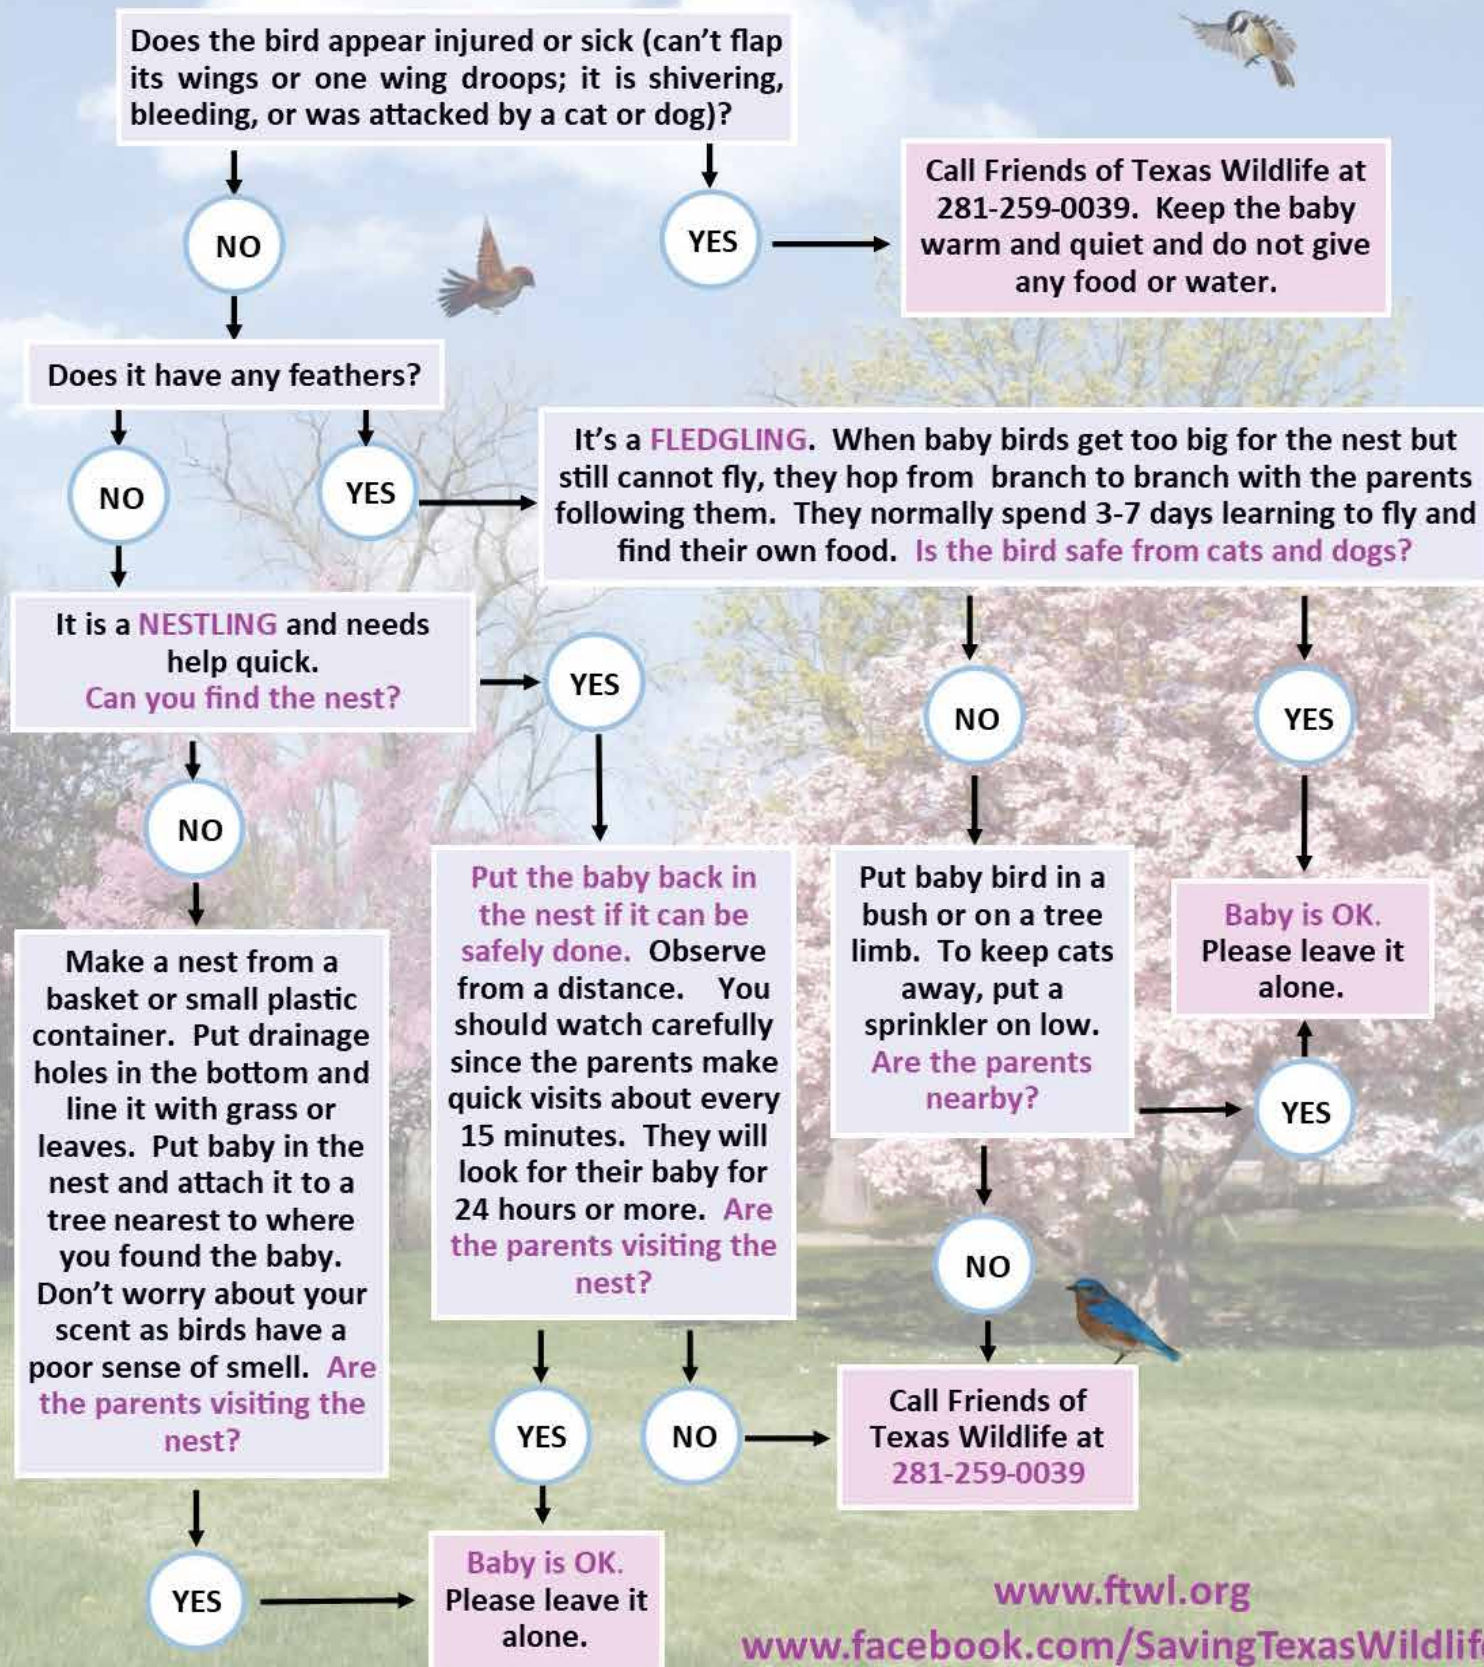 Does the bird appear injured or sick (can't flap
its wings or one wing droops; it is shivering,
bleeding, or was attacked by a cat or dog)?
NO
YES
Call Friends of Texas Wildlife at
281-259-0039. Keep the baby
warm and quiet and do not give
any food or water.
Does it have any feathers?
NO
YES
It's a FLEDGLING. When baby birds get too big for the nest but
still cannot fly, they hop from branch to branch with the parents
following them. They normally spend 3-7 days learning to fly and
find their own food. Is the bird safe from cats and dogs?
It is a NESTLING and needs
help quick.
Can you find the nest?
YES
NO
YES
NO
Make a nest from a
basket or small plastic
container. Put drainage
holes in the bottom and
line it with grass or
leaves. Put baby in the
nest and attach it to a
tree nearest to where
you found the baby.
Don't worry about your
scent as birds have a
poor sense of smell. Are
the parents visiting the
nest?
Put the baby back in
the nest if it can be
safely done. Observe
from a distance. You
should watch carefully
since the parents make
quick visits about every
15 minutes. They will
look for their baby for
24 hours or more. Are
the parents visiting the
nest?
Put baby bird in a
bush or on a tree
limb. To keep cats
away, put a
sprinkler on low.
Are the parents
nearby?
Baby is OK.
Please leave it
alone.
YES
NO
YES
NO
Call Friends of
Texas Wildlife at
281-259-0039
YES
Baby is OK.
Please leave it
alone.
www.ftwl.org
www.facebook.com/SavingTexasWildlif